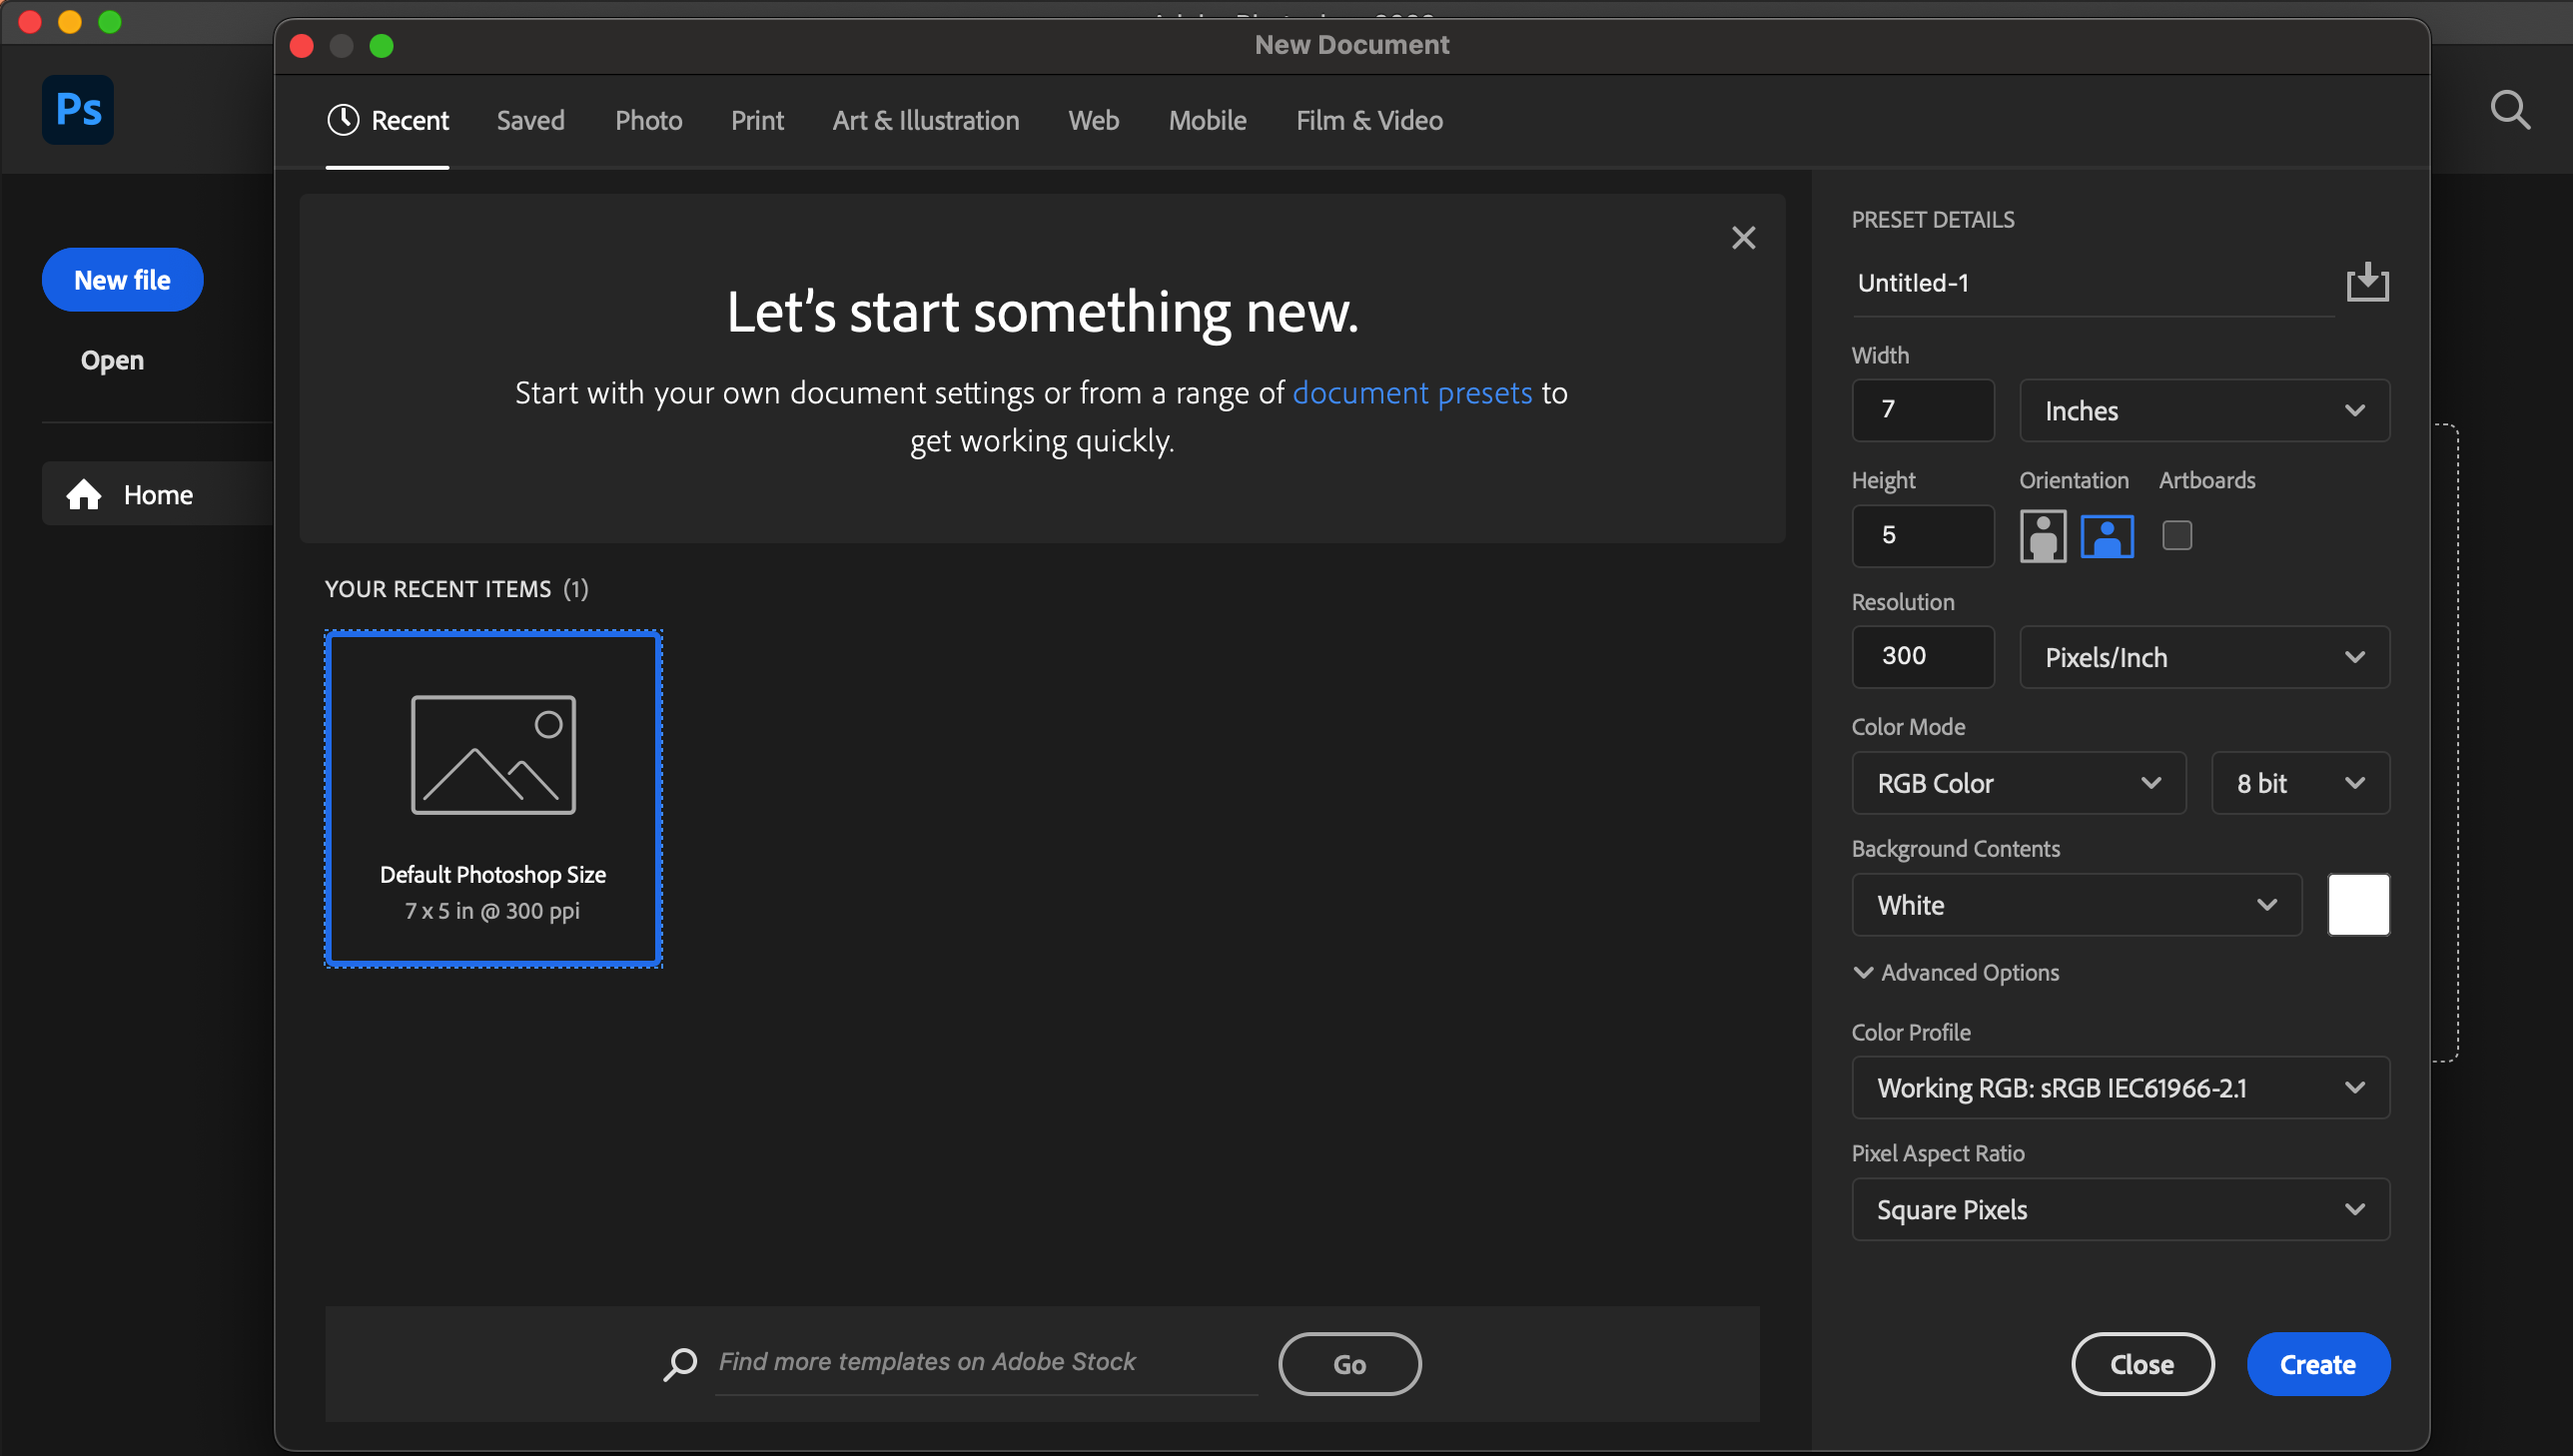 New Document
Ps
Recent
Saved
Photo
Print
Art & Illustration
Web
Mobile
Film & Video
New file
Open
Home
Let’s start something new.
Start with your own document settings or from a range of document presets to
get working quickly.
YOUR RECENT ITEMS (1)
Default Photoshop Size
7 x 5 in @ 300 ppi
Find more templates on Adobe Stock
Go
PRESET DETAILS
Untitled-1
Width
7
Inches
Height
Orientation
Artboards
5
Resolution
300
Pixels/Inch
Color Mode
RGB Color
8 bit
Background Contents
White
Advanced Options
Color Profile
Working RGB: sRGB IEC61966-2.1
Pixel Aspect Ratio
Square Pixels
Close
Create